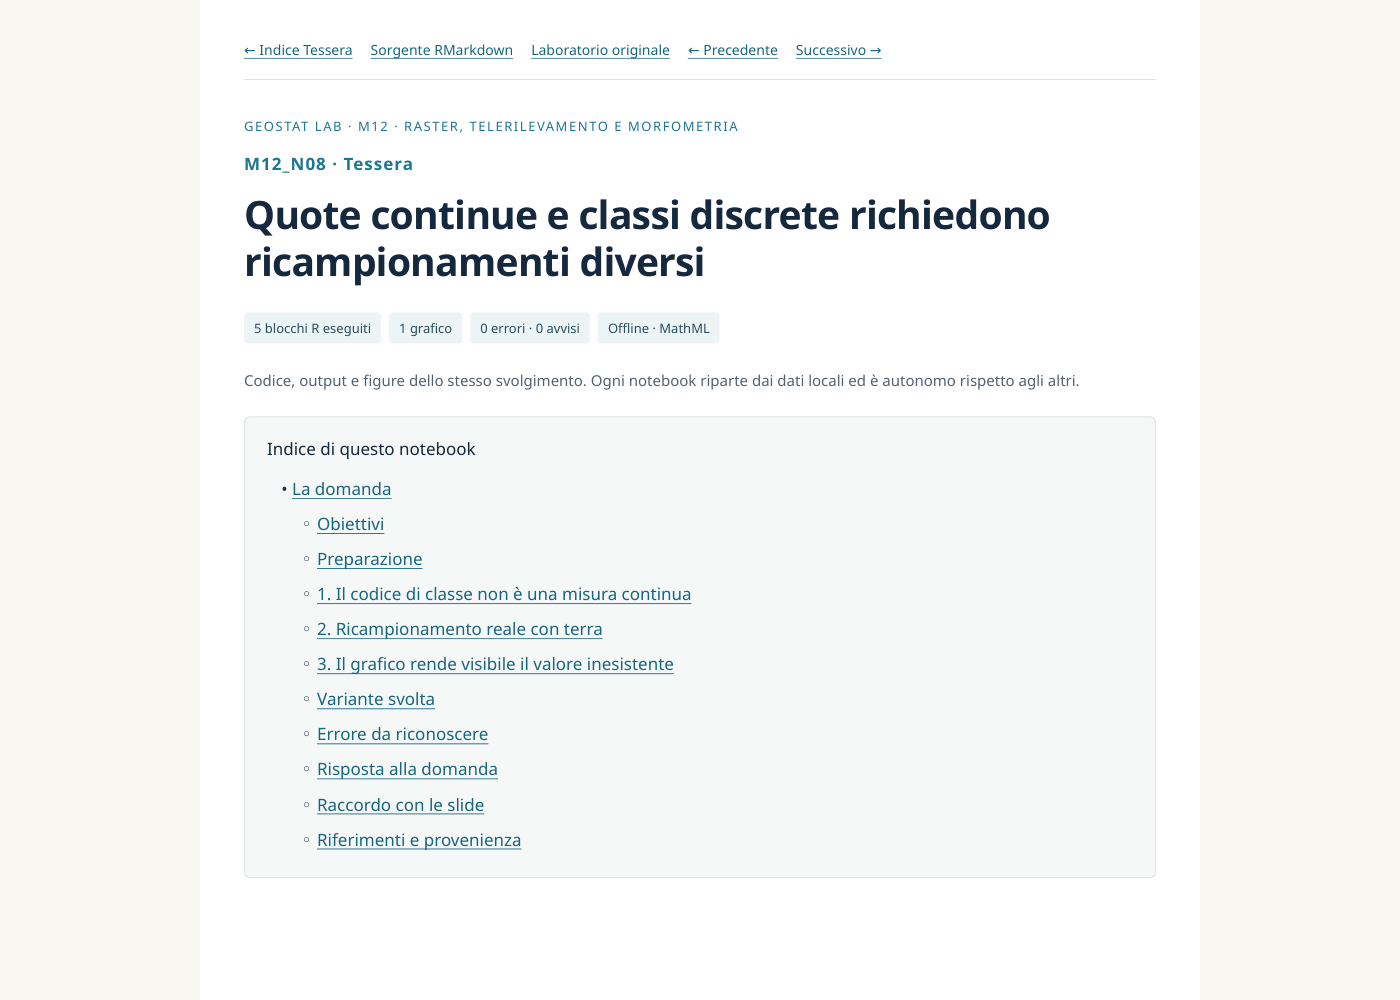 ← Indice Tessera Sorgente RMarkdown Laboratorio originale ← Precedente Successivo →
GEOSTAT LAB · M12 · RASTER, TELERILEVAMENTO E MORFOMETRIA
M12_N08 · Tessera
Quote continue e classi discrete richiedono
ricampionamenti diversi
5 blocchi R eseguiti 1 grafico 0 errori · 0 avvisi Offline · MathML
Codice, output e figure dello stesso svolgimento. Ogni notebook riparte dai dati locali ed è autonomo rispetto agli altri.
Indice di questo notebook
• La domanda
◦ Obiettivi
◦ Preparazione
◦ 1. Il codice di classe non è una misura continua
◦ 2. Ricampionamento reale con terra
◦ 3. Il grafico rende visibile il valore inesistente
◦ Variante svolta
◦ Errore da riconoscere
◦ Risposta alla domanda
◦ Raccordo con le slide
◦ Riferimenti e provenienza